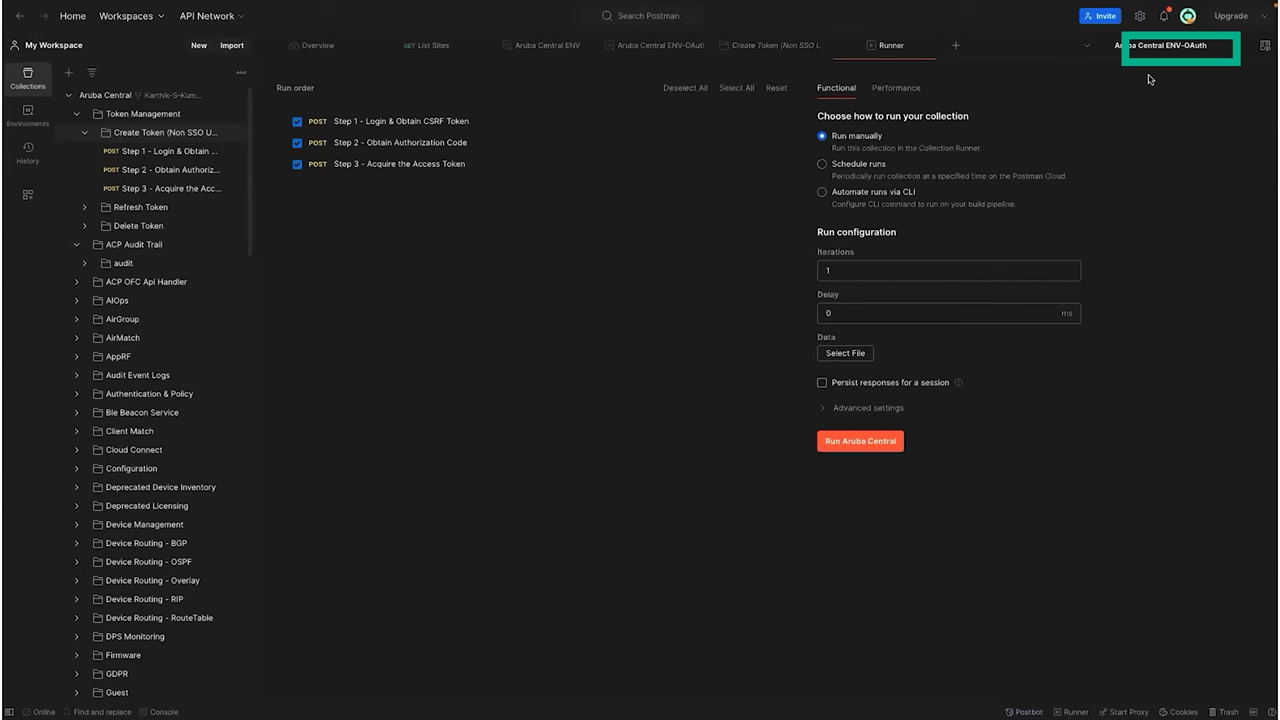 Home Workspaces API Network Search Postman Invite Upgrade
My Workspace New Import Overview GET List Sites Aruba Central ENV Aruba Central ENV-OAut Create Token (Non SSO U Runner Aruba Central ENV-OAuth
Collections
Environments
History
Aruba Central Karthik-S-Kum...
Token Management
Create Token (Non SSO U...
POST Step 1 - Login & Obtain ...
POST Step 2 - Obtain Authoriz...
POST Step 3 - Acquire the Acc...
Refresh Token
Delete Token
ACP Audit Trail
audit
ACP OFC Api Handler
AIOps
AirGroup
AirMatch
AppRF
Audit Event Logs
Authentication & Policy
Ble Beacon Service
Client Match
Cloud Connect
Configuration
Deprecated Device Inventory
Deprecated Licensing
Device Management
Device Routing - BGP
Device Routing - OSPF
Device Routing - Overlay
Device Routing - RIP
Device Routing - RouteTable
DPS Monitoring
Firmware
GDPR
Guest
Run order Deselect All Select All Reset
POST Step 1 - Login & Obtain CSRF Token
POST Step 2 - Obtain Authorization Code
POST Step 3 - Acquire the Access Token
Functional Performance
Choose how to run your collection
Run manually
Run this collection in the Collection Runner.
Schedule runs
Periodically run collection at a specified time on the Postman Cloud.
Automate runs via CLI
Configure CLI command to run on your build pipeline.
Run configuration
Iterations
1
Delay
0 ms
Data
Select File
Persist responses for a session
Advanced settings
Run Aruba Central
Online Find and replace Console Postbot Runner Start Proxy Cookies Trash